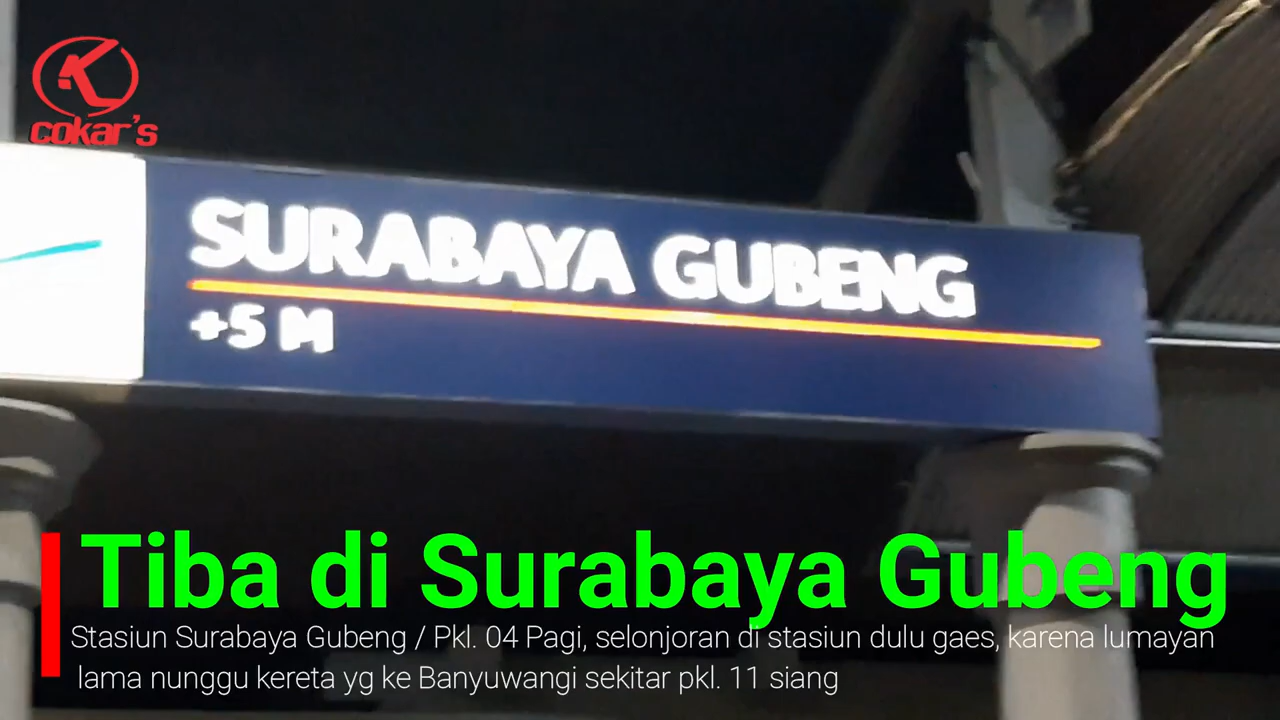 K
cokar's
SURABAYA GUBENG
+5 M
Tiba di Surabaya Gubeng
Stasiun Surabaya Gubeng / Pkl. 04 Pagi, selonjoran di stasiun dulu gaes, karena lumayan
lama nunggu kereta yg ke Banyuwangi sekitar pkl. 11 siang